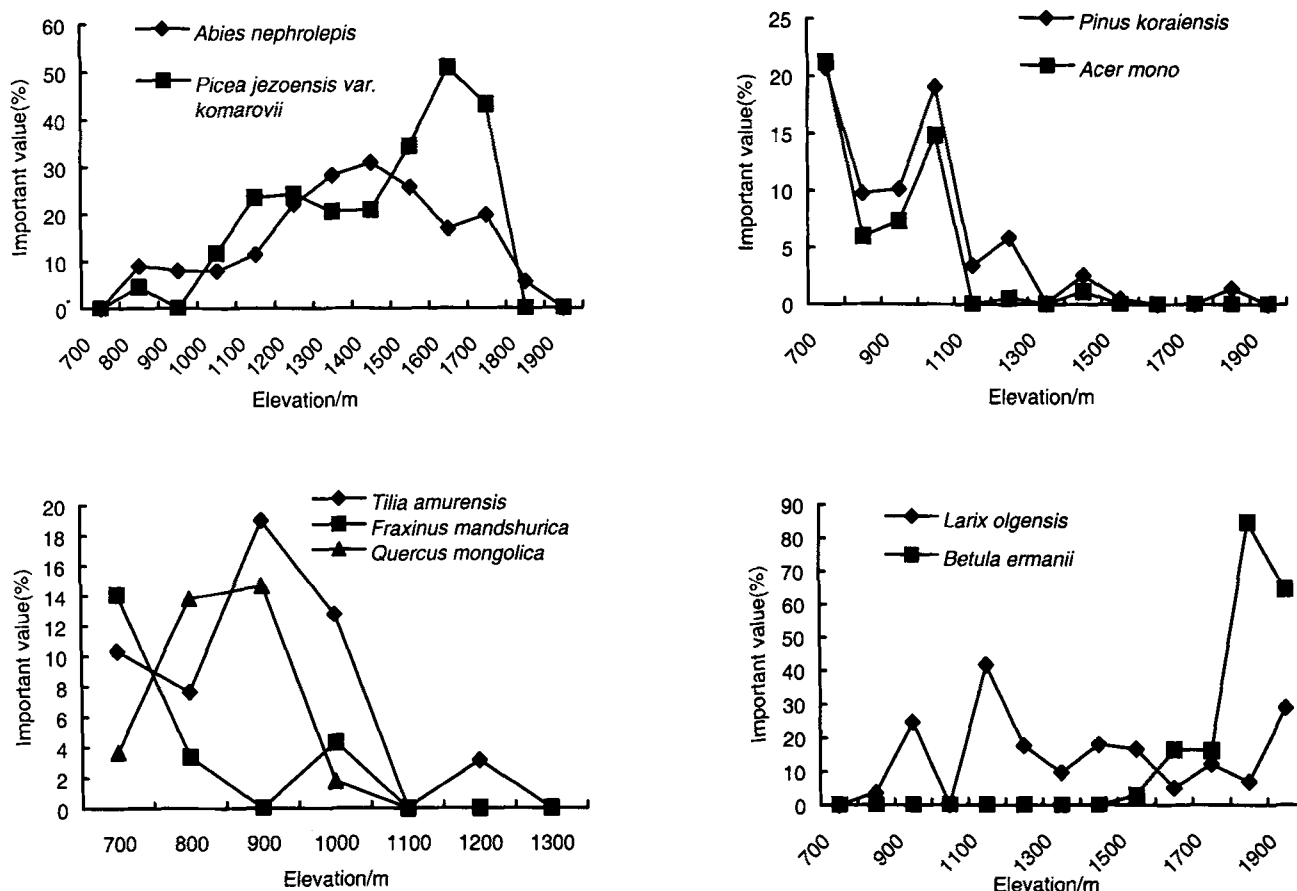 Important value(%)
60
50
40
30
20
10
0
Abies nephrolepis
Picea jezoensis var.
komarovii
700 800 900 1000 1100 1200 1300 1400 1500 1600 1700 1800 1900
Elevation/m
Important value(%)
25
20
15
10
5
0
Pinus koraiensis
Acer mono
700 900 1100 1300 1500 1700 1900
Elevation/m
Important value(%)
20
18
16
14
12
10
8
6
4
2
0
Tilia amurensis
Fraxinus mandshurica
Quercus mongolica
700 800 900 1000 1100 1200 1300
Elevation/m
Important value(%)
90
80
70
60
50
40
30
20
10
0
Larix olgensis
Betula ermanii
700 900 1100 1300 1500 1700 1900
Elevation/m